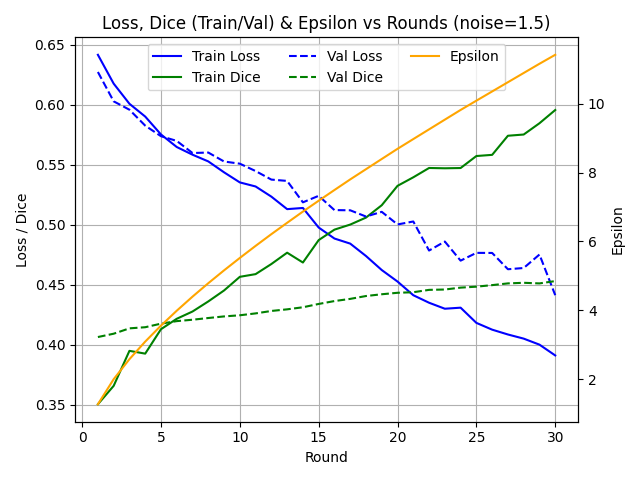 Loss, Dice (Train/Val) & Epsilon vs Rounds (noise=1.5)
Train Loss
Train Dice
Val Loss
Val Dice
Epsilon
Loss / Dice
0.65
0.60
0.55
0.50
0.45
0.40
0.35
10
8
6
4
2
Epsilon
0 5 10 15 20 25 30
Round